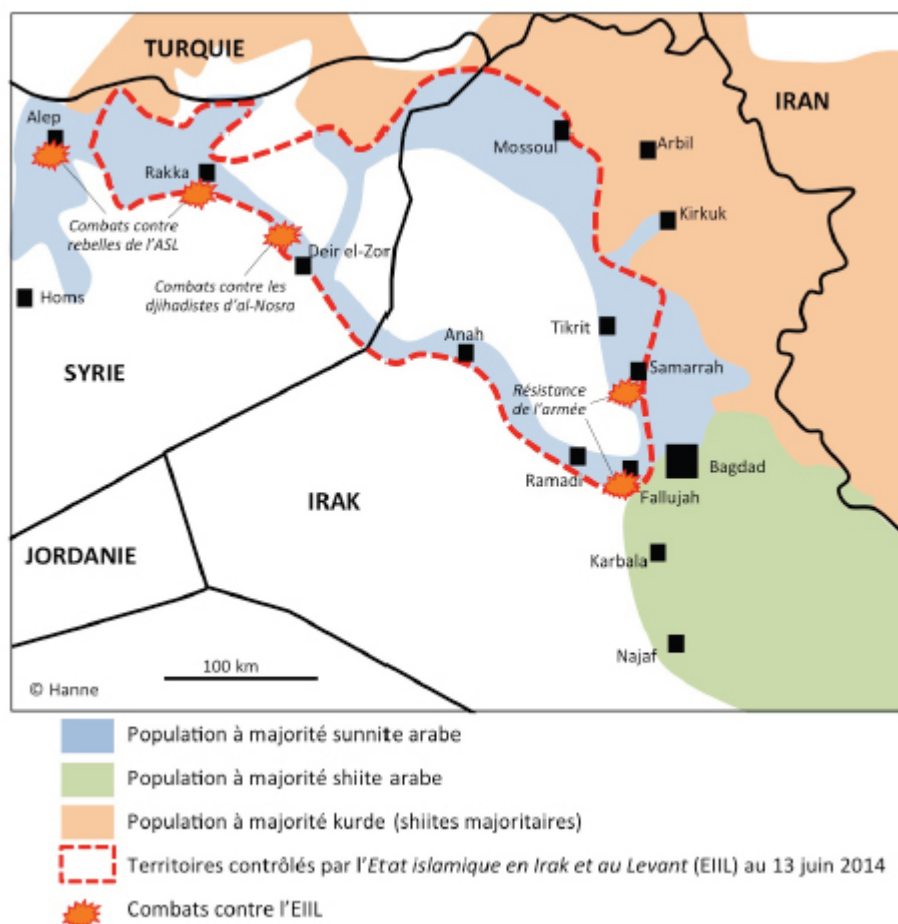 TURQUIE
IRAN
Alep
Mossoul
Arbil
Rakka
Kirkuk
Combats contre
rebelles de l'ASL
Deir el-Zor
Combats contre les
djihadistes d'al-Nosra
Homs
Tikrit
Anah
Samarrah
SYRIE
Résistance
de l'armée
Ramadi
Bagdad
IRAK
Fallujah
JORDANIE
Karbala
Najaf
100 km
© Hanne
Population à majorité sunnite arabe
Population à majorité shiite arabe
Population à majorité kurde (shiites majoritaires)
Territoires contrôlés par l'Etat islamique en Irak et au Levant (EIIL) au 13 juin 2014
Combats contre l'EIIL